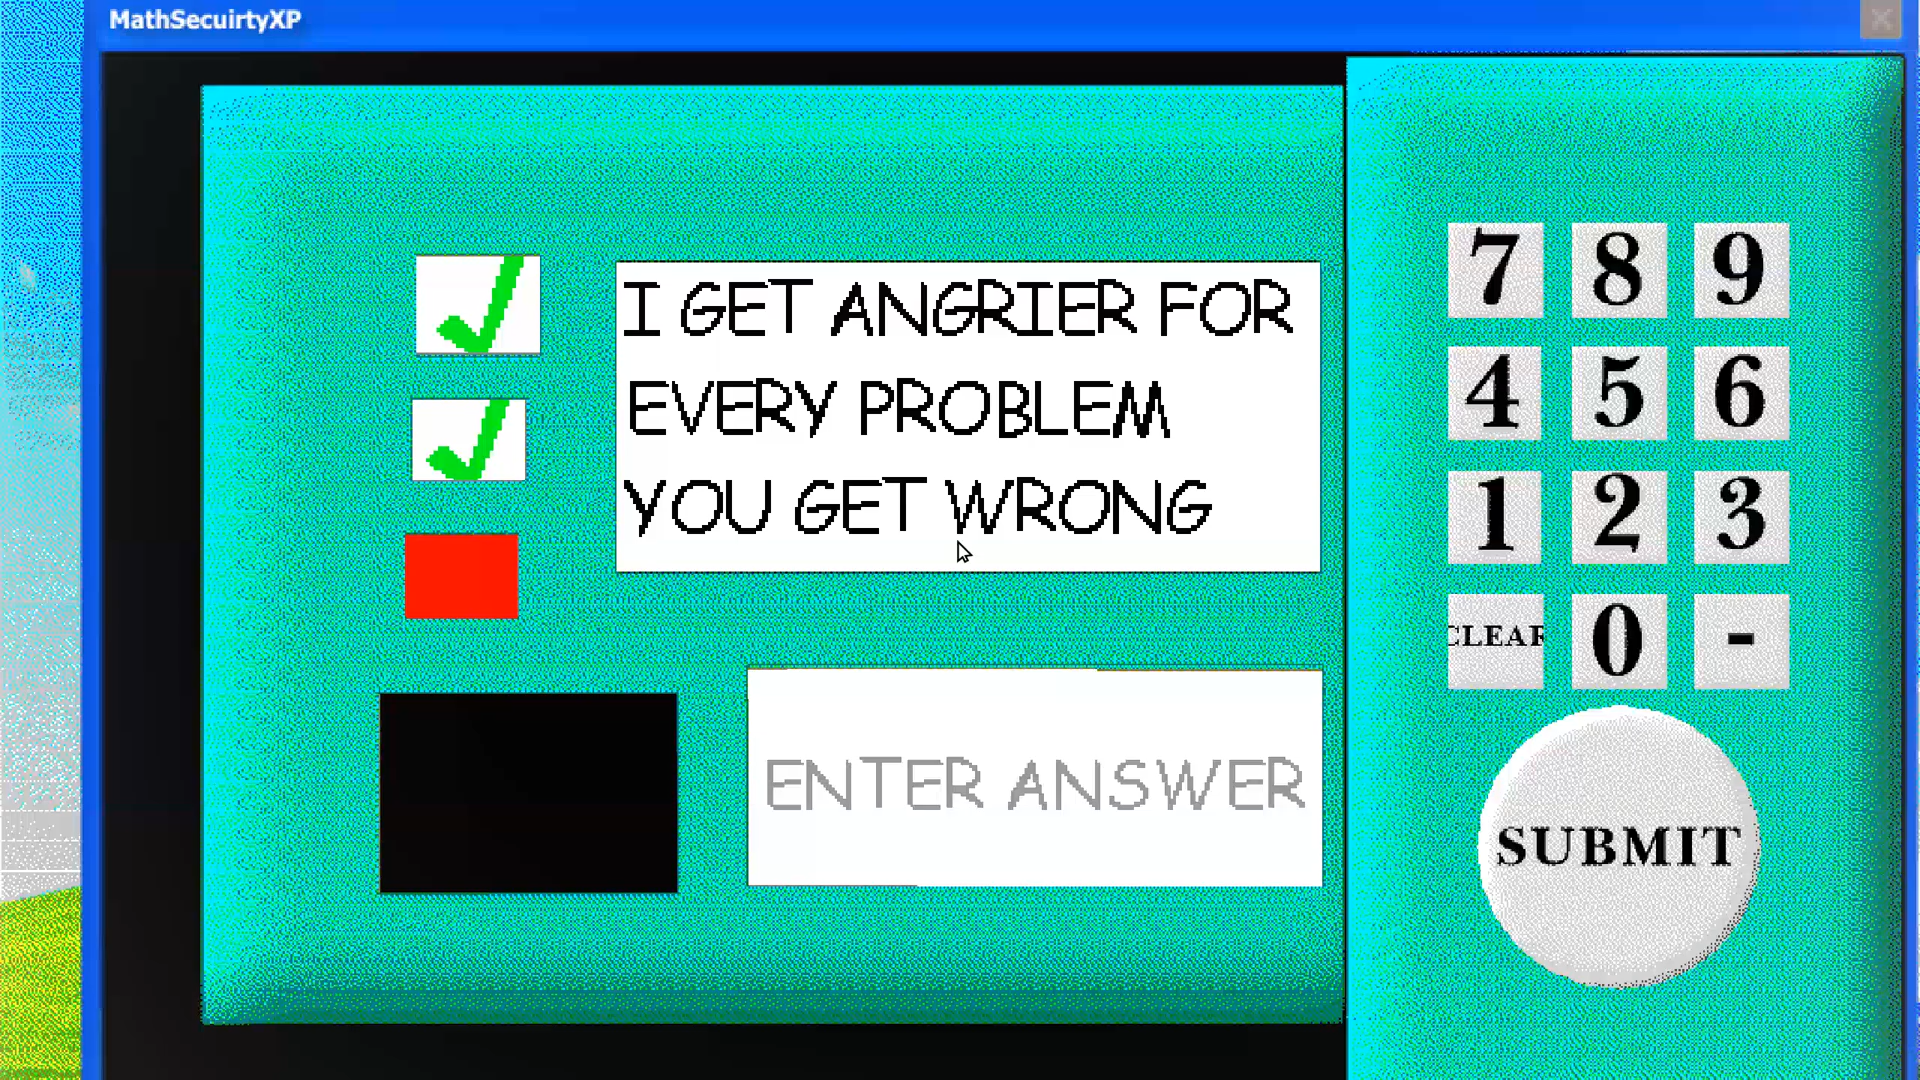 MathSecuirtyXP
I GET ANGRIER FOR
EVERY PROBLEM
YOU GET WRONG
ENTER ANSWER
7 8 9
4 5 6
1 2 3
CLEAR 0 -
SUBMIT